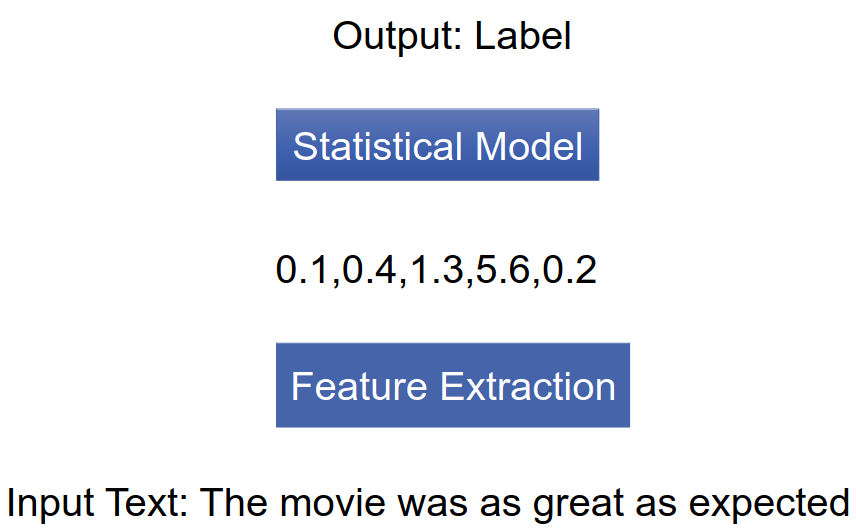 Output: Label
Statistical Model
0.1,0.4,1.3,5.6,0.2
Feature Extraction
Input Text: The movie was as great as expected